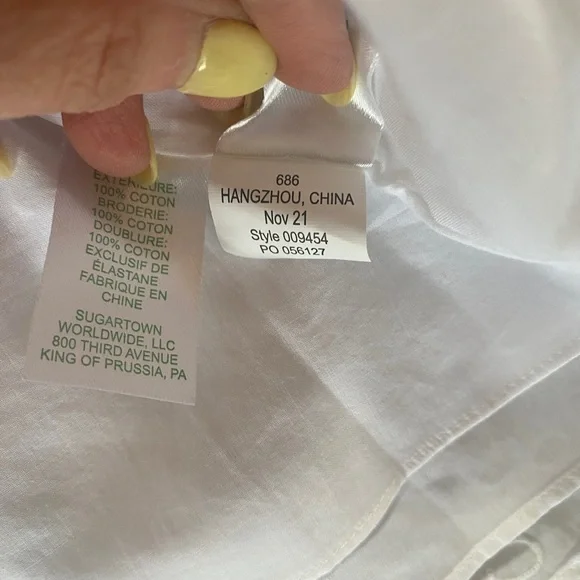 EXTÉRIEURE:
100% COTON
BRODERIE:
100% COTON
DOUBLURE:
100% COTON
EXCLUSIF DE
ÉLASTANE
FABRIQUE EN
CHINE
SUGARTOWN
WORLDWIDE, LLC
800 THIRD AVENUE
KING OF PRUSSIA, PA
686
HANGZHOU, CHINA
Nov 21
Style 009454
PO 056127